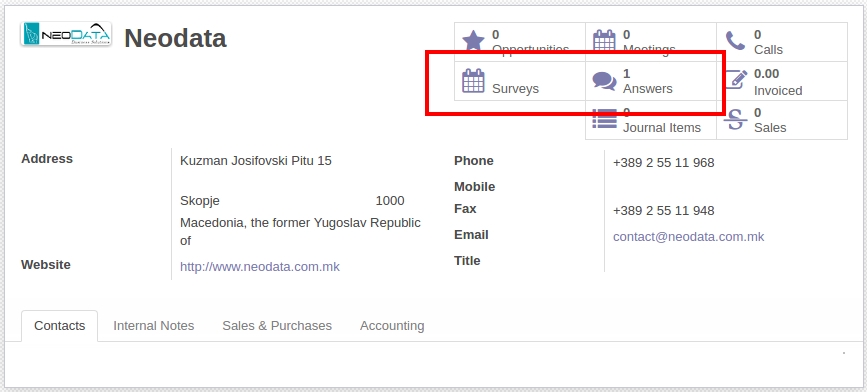 NEODATA
Neodata
0
Opportunities
0
Meetings
0
Calls
Surveys
1
Answers
0.00
Invoiced
0
Journal Items
0
Sales
Address
Kuzman Josifovski Pitu 15
Skopje 1000
Macedonia, the former Yugoslav Republic
of
Website
http://www.neodata.com.mk
Phone
+389 2 55 11 968
Mobile
Fax
+389 2 55 11 948
Email
contact@neodata.com.mk
Title
Contacts
Internal Notes
Sales & Purchases
Accounting